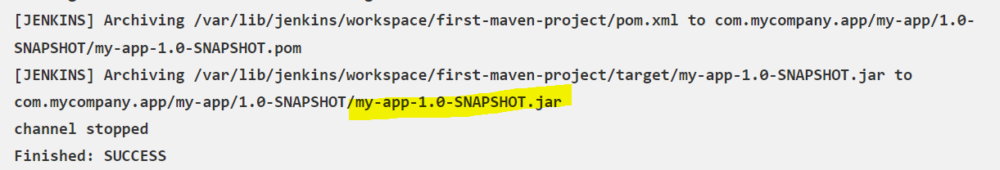 [JENKINS] Archiving /var/lib/jenkins/workspace/first-maven-project/pom.xml to com.mycompany.app/my-app/1.0-
SNAPSHOT/my-app-1.0-SNAPSHOT.pom
[JENKINS] Archiving /var/lib/jenkins/workspace/first-maven-project/target/my-app-1.0-SNAPSHOT.jar to
com.mycompany.app/my-app/1.0-SNAPSHOT/my-app-1.0-SNAPSHOT.jar
channel stopped
Finished: SUCCESS